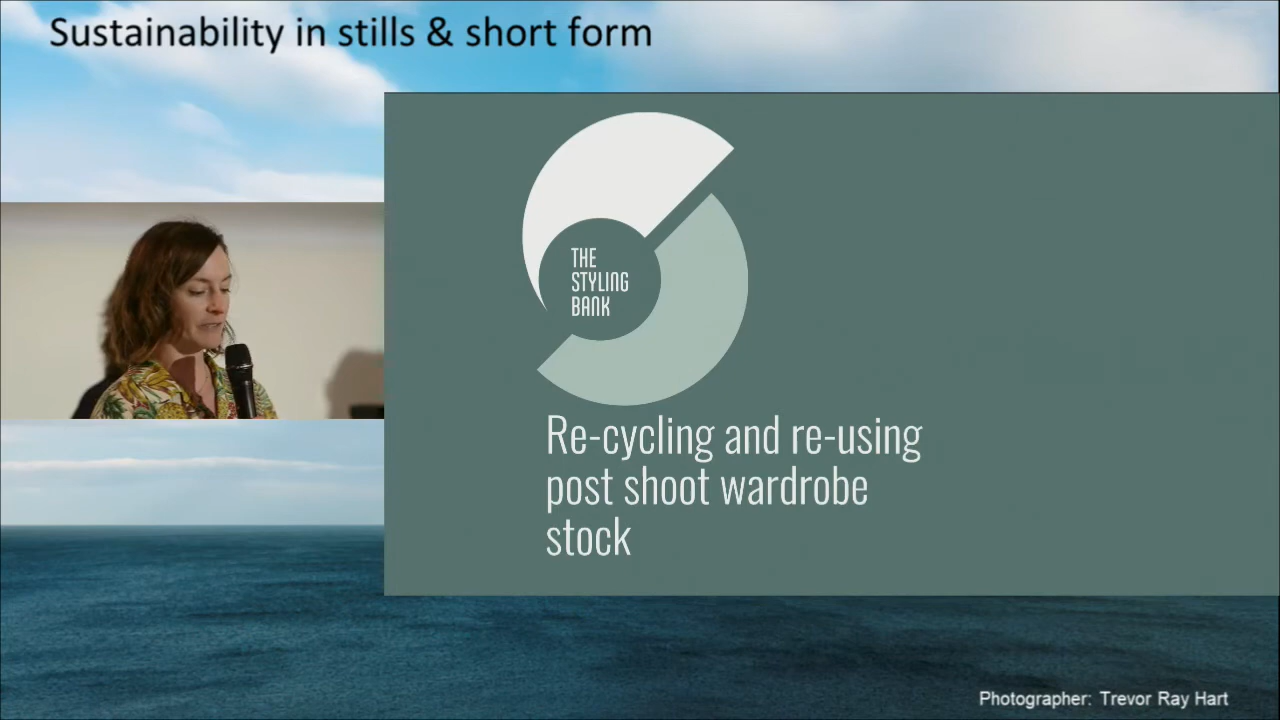 Sustainability in stills & short form
THE
STYLING
BANK
Re-cycling and re-using
post shoot wardrobe
stock
Photographer: Trevor Ray Hart